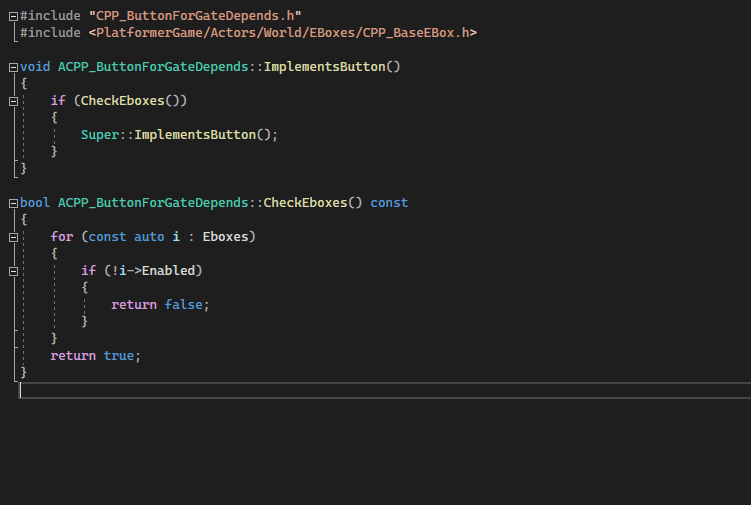 #include "CPP_ButtonForGateDepends.h"
#include <PlatformerGame/Actors/World/EBoxes/CPP_BaseEBox.h>
void ACPP_ButtonForGateDepends::ImplementsButton()
{
if (CheckEboxes())
{
Super::ImplementsButton();
}
}
bool ACPP_ButtonForGateDepends::CheckEboxes() const
{
for (const auto i : Eboxes)
{
if (!i->Enabled)
{
return false;
}
}
return true;
}